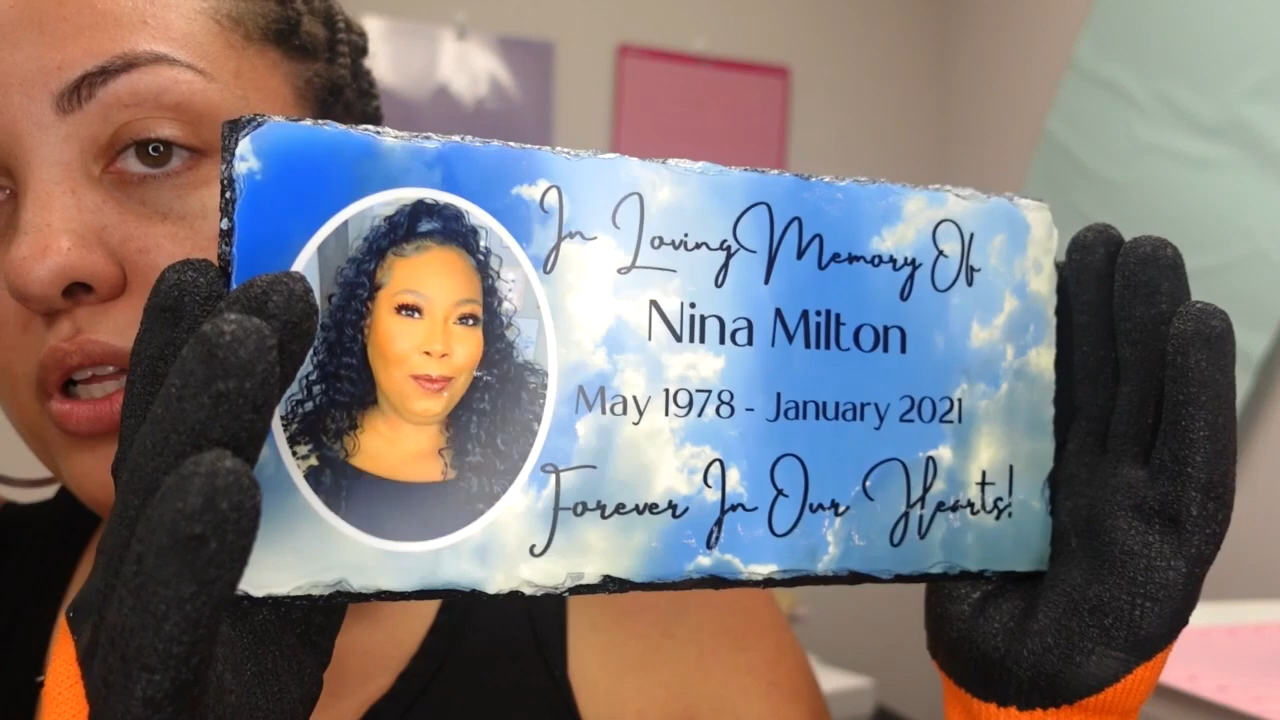 In Loving Memory Of
Nina Milton
May 1978 - January 2021
Forever In Our Hearts!